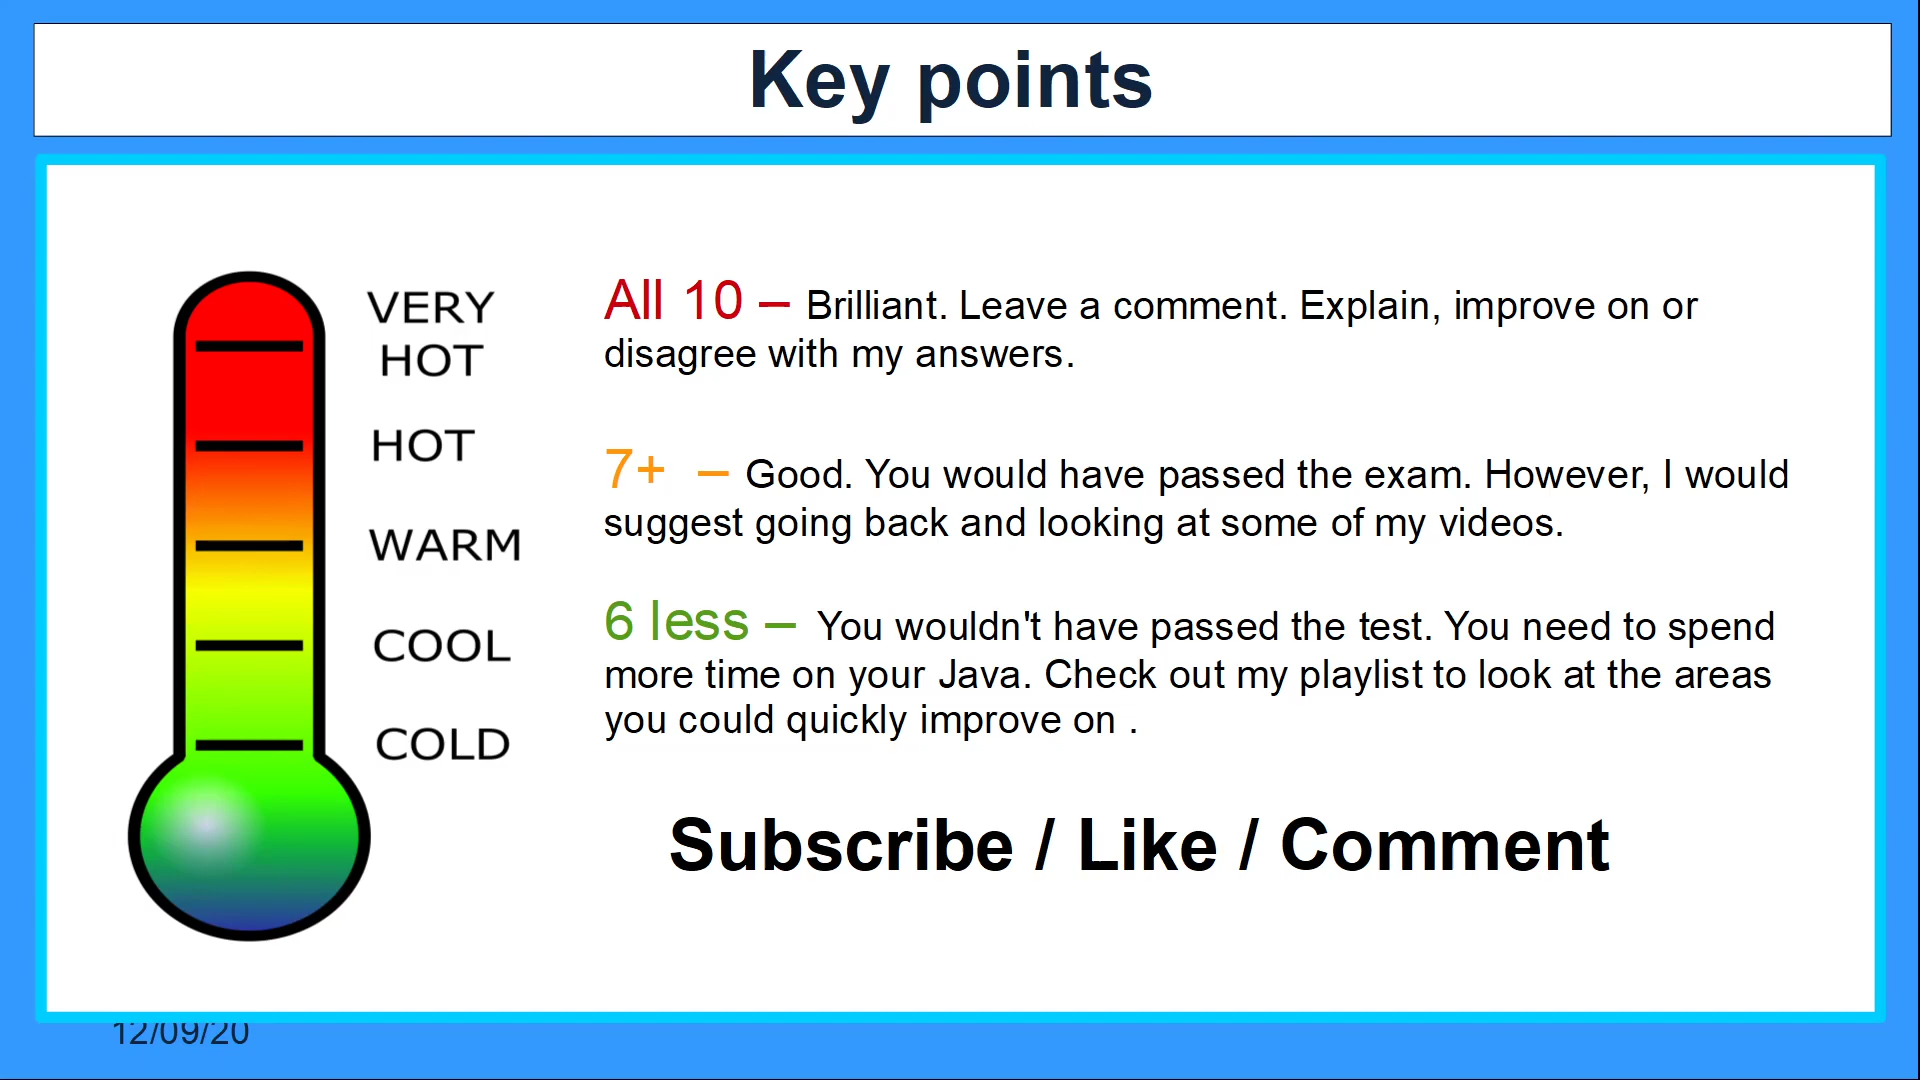 Key points
VERY
HOT
HOT
WARM
COOL
COLD
All 10 – Brilliant. Leave a comment. Explain, improve on or
disagree with my answers.
7+ – Good. You would have passed the exam. However, I would
suggest going back and looking at some of my videos.
6 less – You wouldn't have passed the test. You need to spend
more time on your Java. Check out my playlist to look at the areas
you could quickly improve on .
Subscribe / Like / Comment
12/09/20